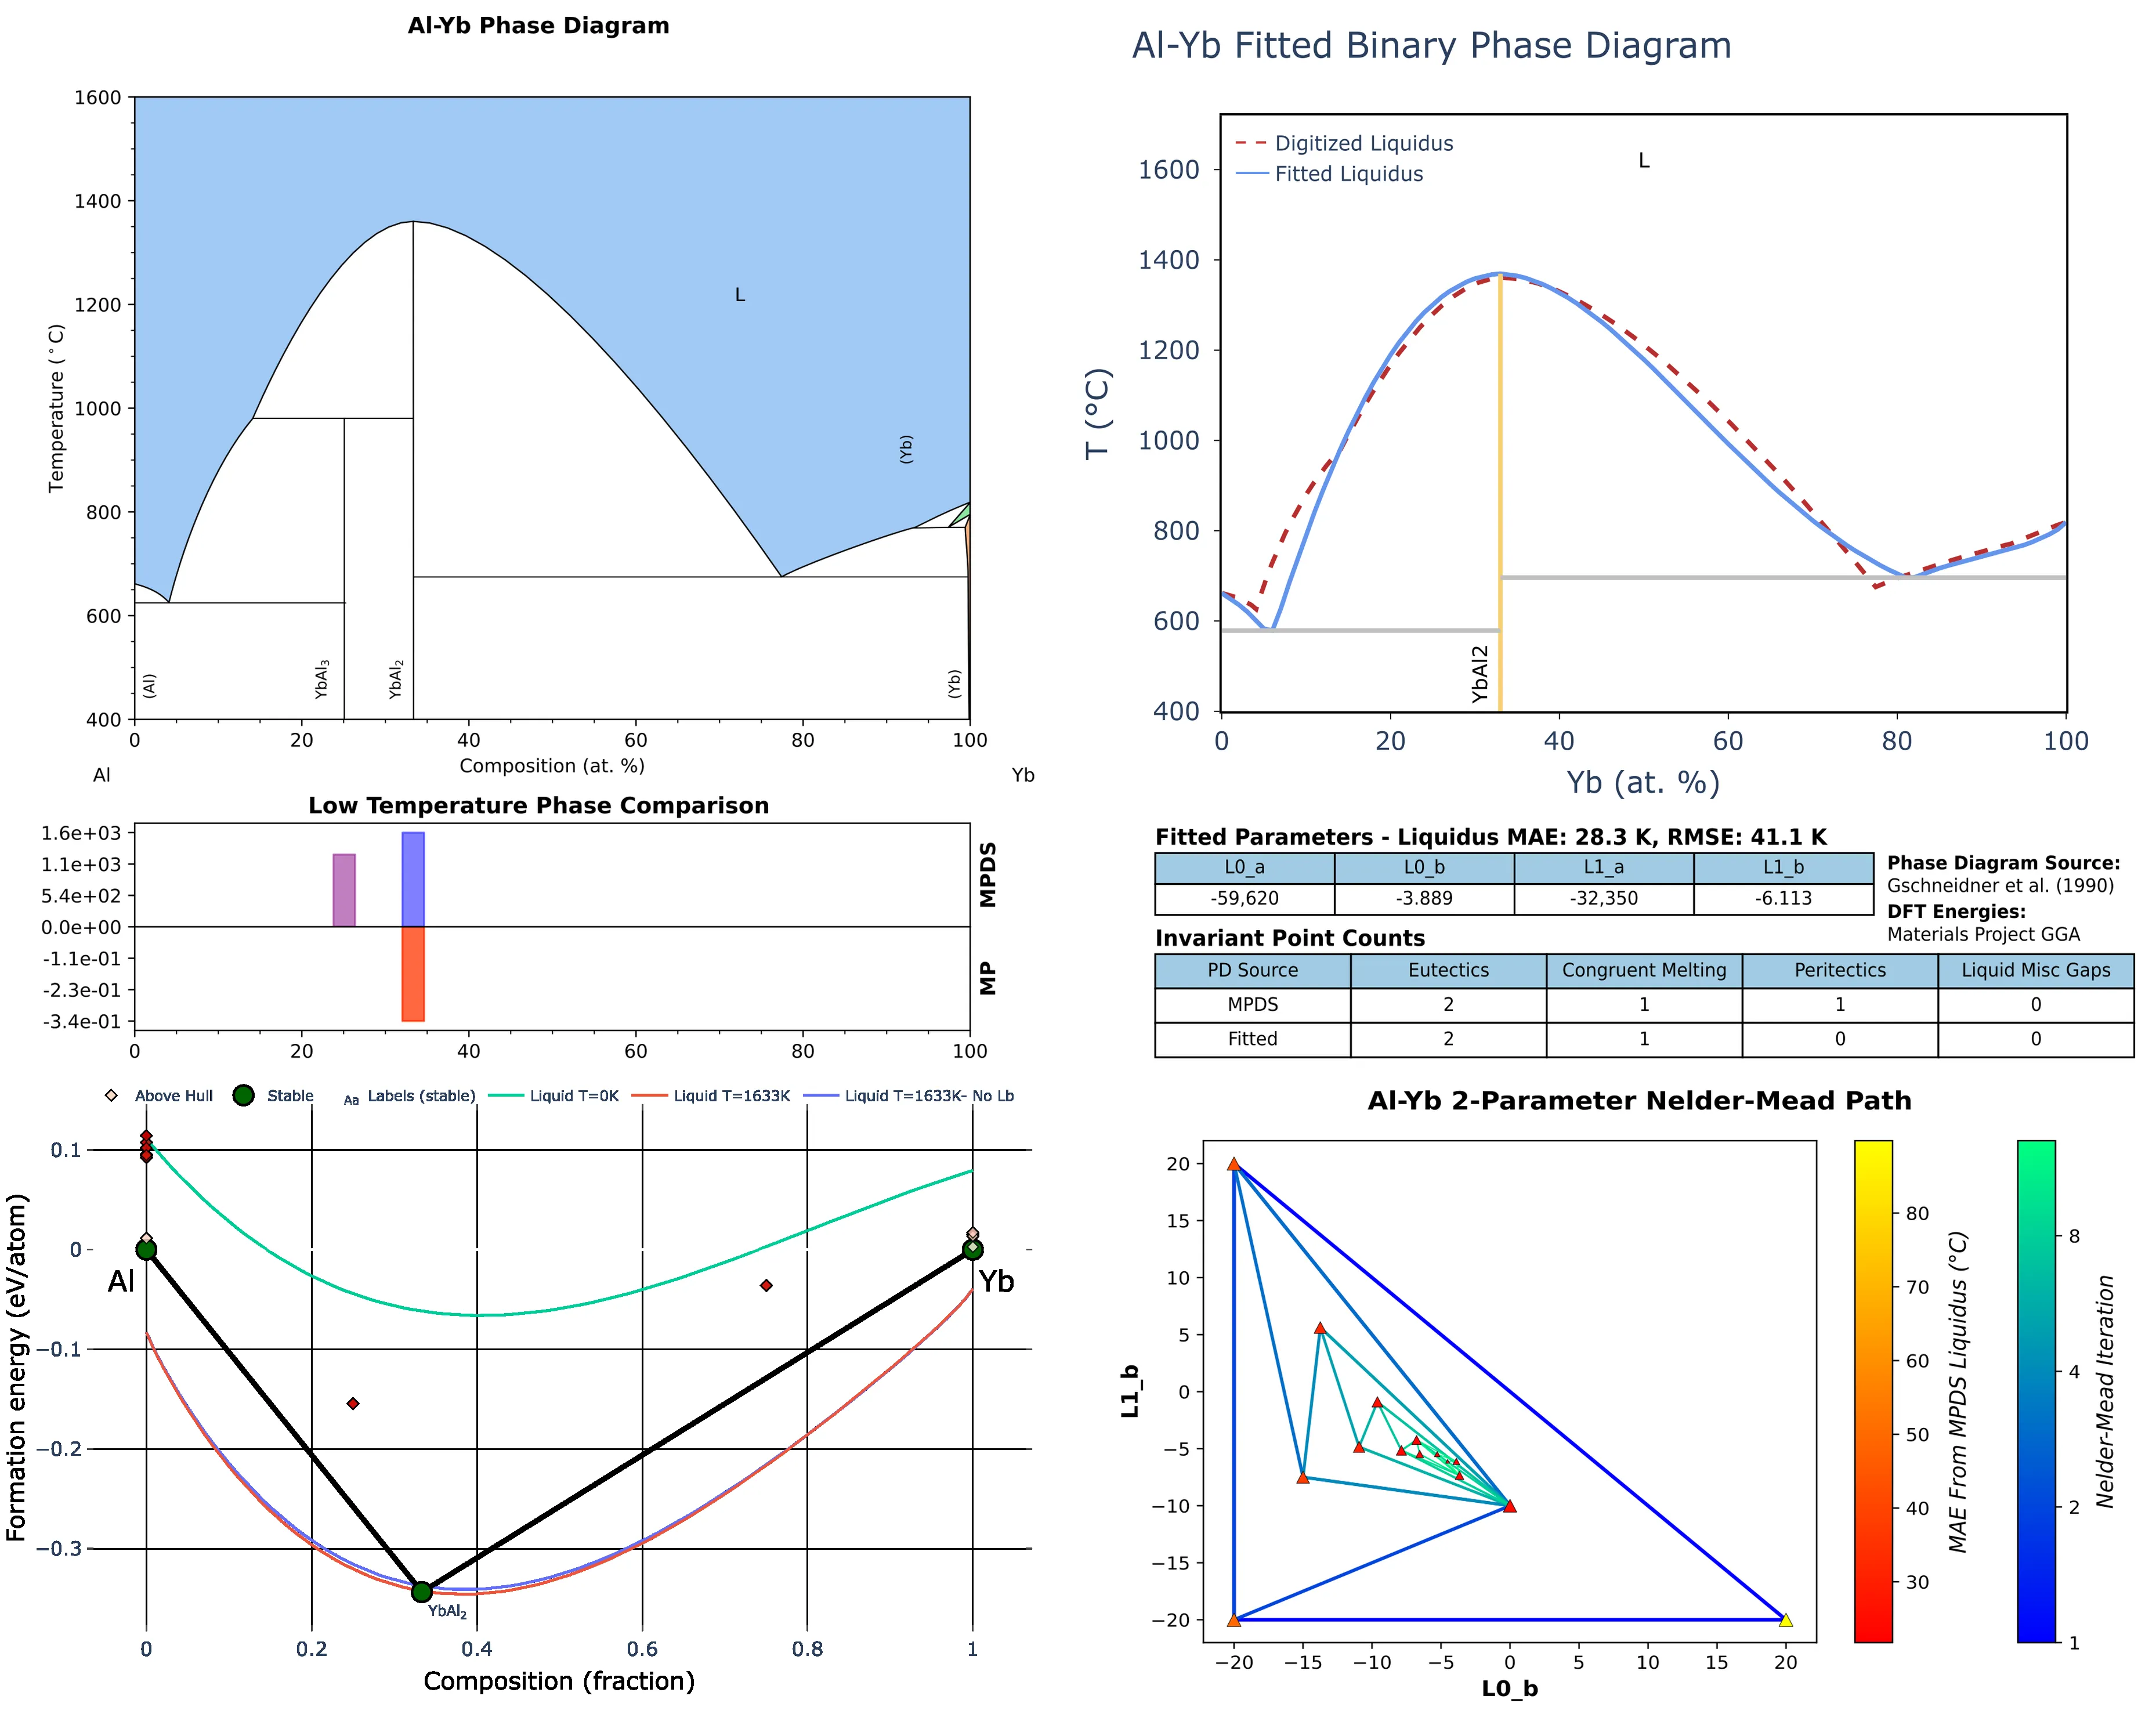 Al-Yb Phase Diagram
1600
1400
1200
1000
800
600
400
Temperature (°C)
L
(Yb)
(Al)
YbAl3
YbAl2
(Yb)
0 20 40 60 80 100
Composition (at. %)
Al Yb
Al-Yb Fitted Binary Phase Diagram
Digitized Liquidus
Fitted Liquidus
L
1600
1400
1200
1000
800
600
400
T (°C)
YbAl2
0 20 40 60 80 100
Yb (at. %)
Low Temperature Phase Comparison
1.6e+03
1.1e+03
5.4e+02
0.0e+00
-1.1e-01
-2.3e-01
-3.4e-01
MPDS
MP
0 20 40 60 80 100
Fitted Parameters - Liquidus MAE: 28.3 K, RMSE: 41.1 K
L0_a L0_b L1_a L1_b
-59,620 -3.889 -32,350 -6.113
Phase Diagram Source:
Gschneidner et al. (1990)
DFT Energies:
Materials Project GGA
Invariant Point Counts
PD Source Eutectics Congruent Melting Peritectics Liquid Misc Gaps
MPDS 2 1 1 0
Fitted 2 1 0 0
Above Hull Stable Aa Labels (stable) Liquid T=0K Liquid T=1633K Liquid T=1633K- No Lb
0.1
0
−0.1
−0.2
−0.3
Formation energy (eV/atom)
Al
Yb
YbAl2
0 0.2 0.4 0.6 0.8 1
Composition (fraction)
Al-Yb 2-Parameter Nelder-Mead Path
20
15
10
5
0
−5
−10
−15
−20
L1_b
−20 −15 −10 −5 0 5 10 15 20
L0_b
80
70
60
50
40
30
MAE From MPDS Liquidus (°C)
8
4
2
1
Nelder-Mead Iteration